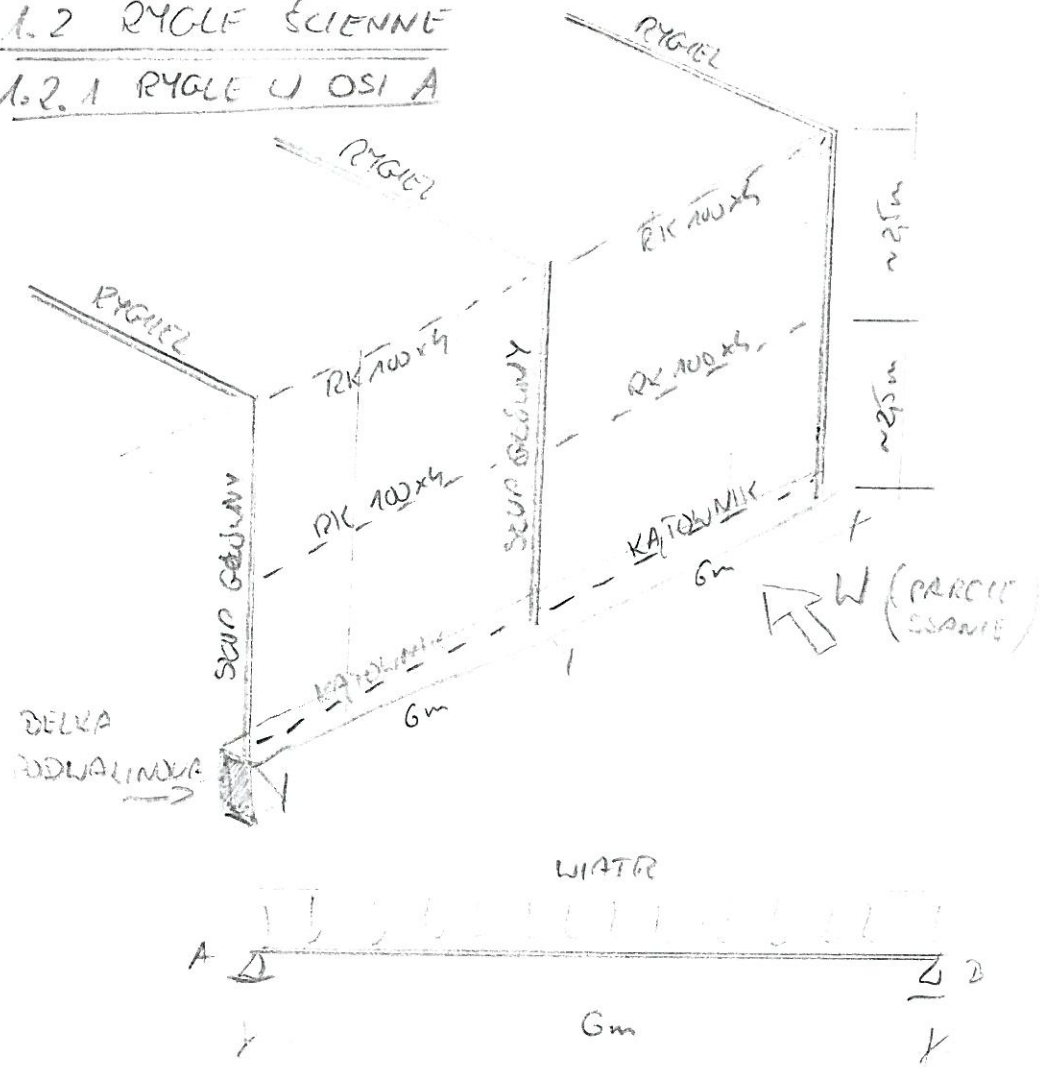 1.2 RYGLE ŚCIENNE
1.2.1 RYGLE W OSI A
RYGIEL
RYGIEL
RYGIEL
RK 100x4
RK 100x4
RK 100x4
RK 100x4
~2,5m
~2,5m
SŁUP GŁÓWNY
SŁUP GŁÓWNY
KĄTOWNIK
KĄTOWNIK
6m
6m
W (PARCIE
SSANIE)
BELKA
PODWALINOWA
WIATR
A
B
6m